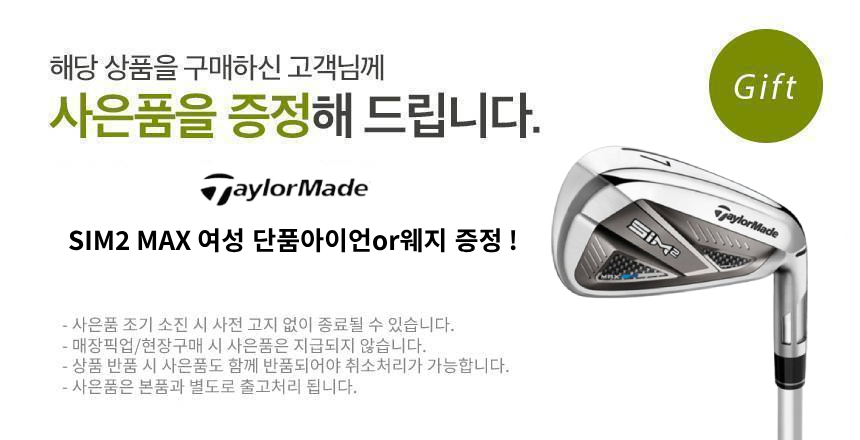 해당 상품을 구매하신 고객님께
사은품을 증정해 드립니다.
Gift
TaylorMade
SIM2 MAX 여성 단품아이언or웨지 증정 !
TaylorMade
SIM2
- 사은품 조기 소진 시 사전 고지 없이 종료될 수 있습니다.
- 매장픽업/현장구매 시 사은품은 지급되지 않습니다.
- 상품 반품 시 사은품도 함께 반품되어야 취소처리가 가능합니다.
- 사은품은 본품과 별도로 출고처리 됩니다.